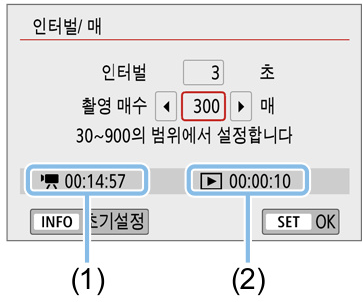 인터벌/ 매
인터벌 3 초
촬영 매수 300 매
30~900의 범위에서 설정합니다
00:14:57 00:00:10
INFO 초기설정 SET OK
(1) (2)